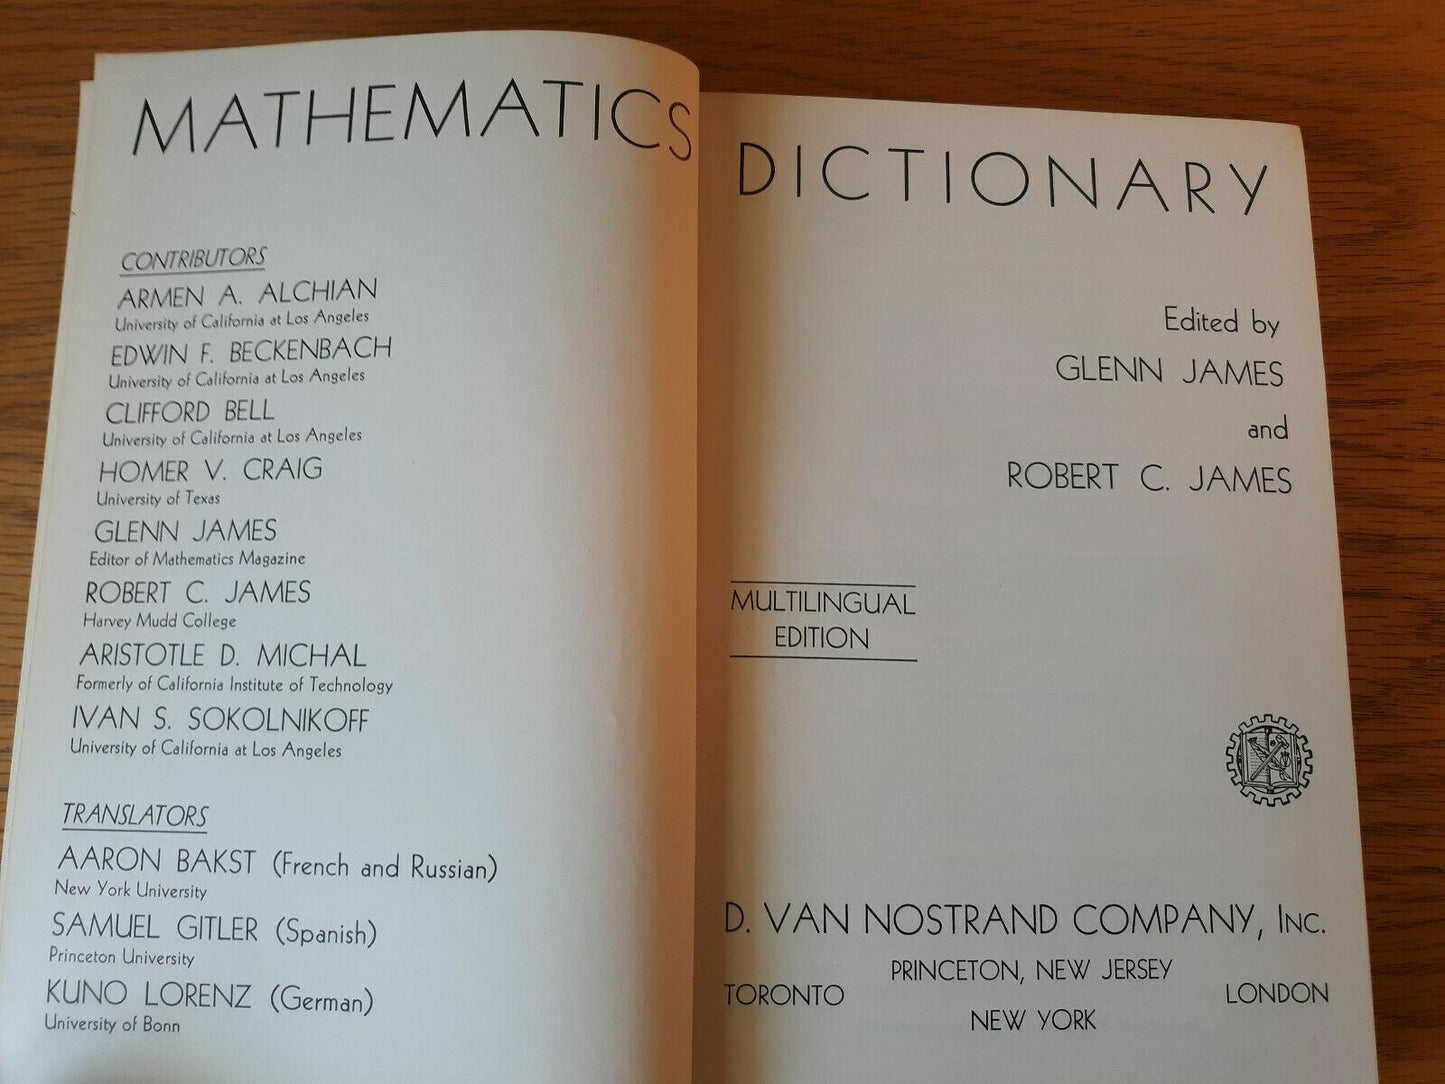 MATHEMATICS DICTIONARY
CONTRIBUTORS
ARMEN A. ALCHIAN
University of California at Los Angeles
EDWIN F. BECKENBACH
University of California at Los Angeles
CLIFFORD BELL
University of California at Los Angeles
HOMER V. CRAIG
University of Texas
GLENN JAMES
Editor of Mathematics Magazine
ROBERT C. JAMES
Harvey Mudd College
ARISTOTLE D. MICHAL
Formerly of California Institute of Technology
IVAN S. SOKOLNIKOFF
University of California at Los Angeles
TRANSLATORS
AARON BAKST (French and Russian)
New York University
SAMUEL GITLER (Spanish)
Princeton University
KUNO LORENZ (German)
University of Bonn
Edited by
GLENN JAMES
and
ROBERT C. JAMES
MULTILINGUAL
EDITION
D. VAN NOSTRAND COMPANY, INC.
PRINCETON, NEW JERSEY
TORONTO LONDON
NEW YORK